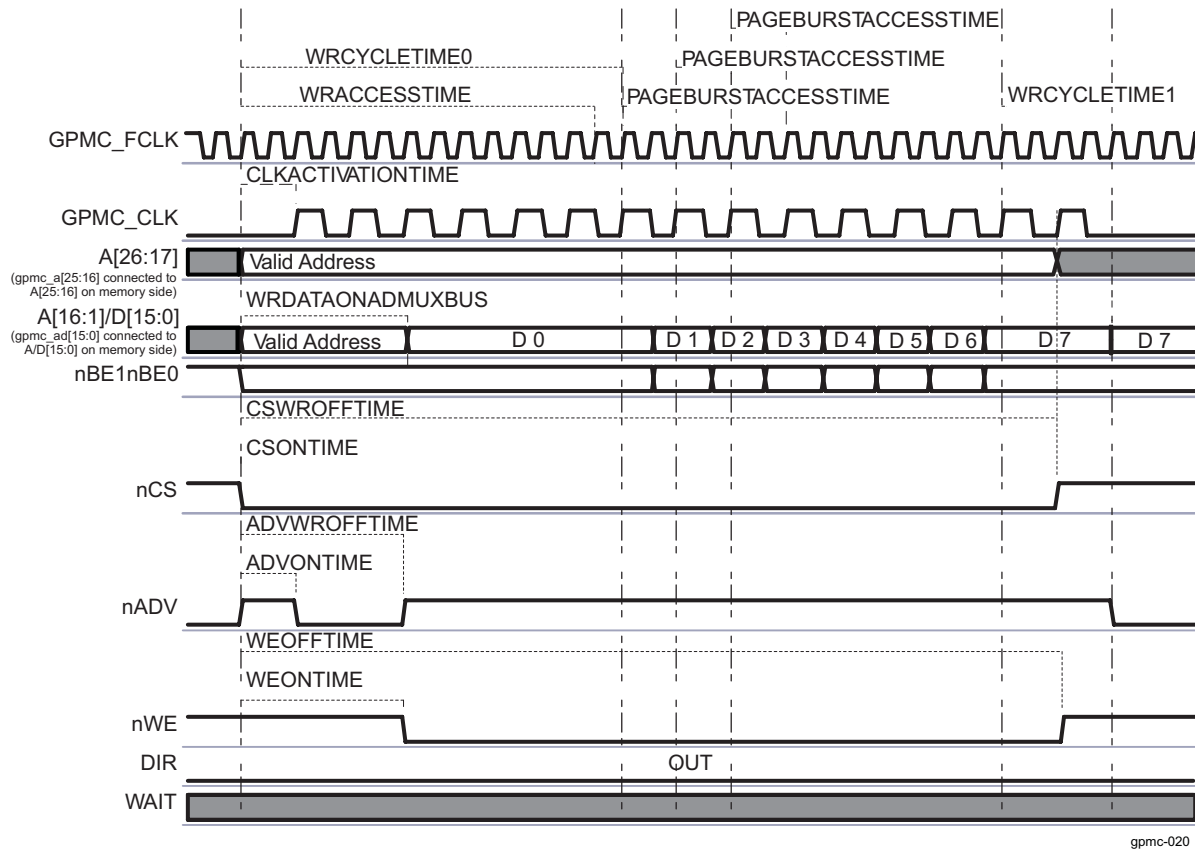 PAGEBURSTACCESSTIME
WRCYCLETIME0
PAGEBURSTACCESSTIME
WRACCESSTIME
PAGEBURSTACCESSTIME
WRCYCLETIME1
GPMC_FCLK
CLKACTIVATIONTIME
GPMC_CLK
A[26:17]
(gpmc_a[25:16] connected to
A[25:16] on memory side)
Valid Address
WRDATAONADMUXBUS
A[16:1]/D[15:0]
(gpmc_ad[15:0] connected to
A/D[15:0] on memory side)
Valid Address D 0 D 1 D 2 D 3 D 4 D 5 D 6 D 7 D 7
nBE1nBE0
CSWROFFTIME
CSONTIME
nCS
ADVWROFFTIME
ADVONTIME
nADV
WEOFFTIME
WEONTIME
nWE
DIR OUT
WAIT
gpmc-020